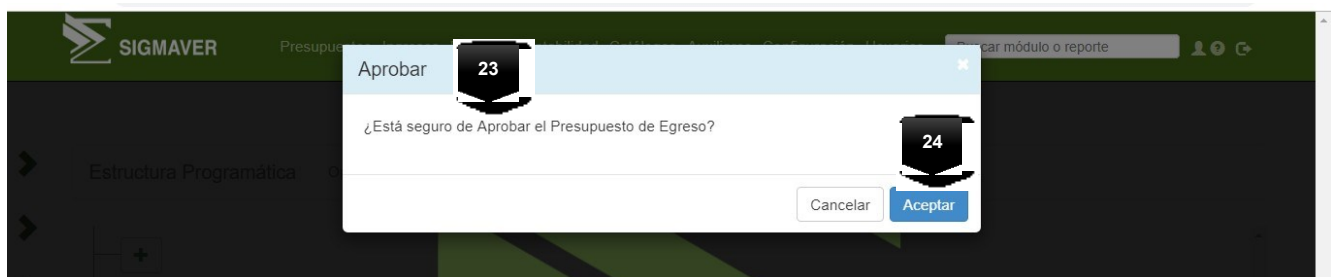 SIGMAVER
Buscar módulo o reporte
Aprobar
23
¿Está seguro de Aprobar el Presupuesto de Egreso?
24
Estructura Programática
Cancelar
Aceptar